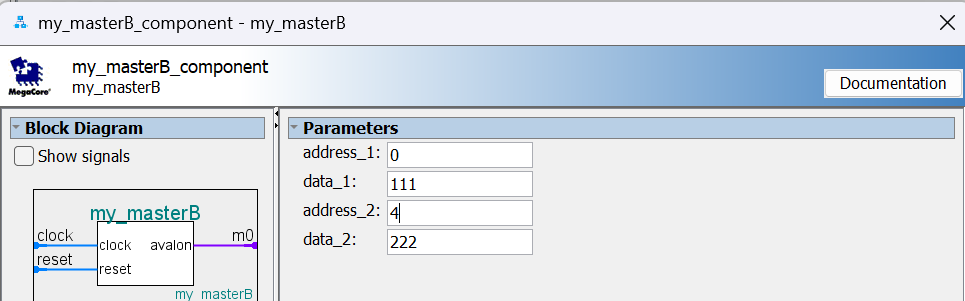 my_masterB_component - my_masterB
my_masterB_component
my_masterB
MegaCore®
Documentation
Block Diagram
Show signals
my_masterB
clock
clock
avalon
m0
reset
reset
my_masterB
Parameters
address_1: 0
data_1: 111
address_2: 4
data_2: 222